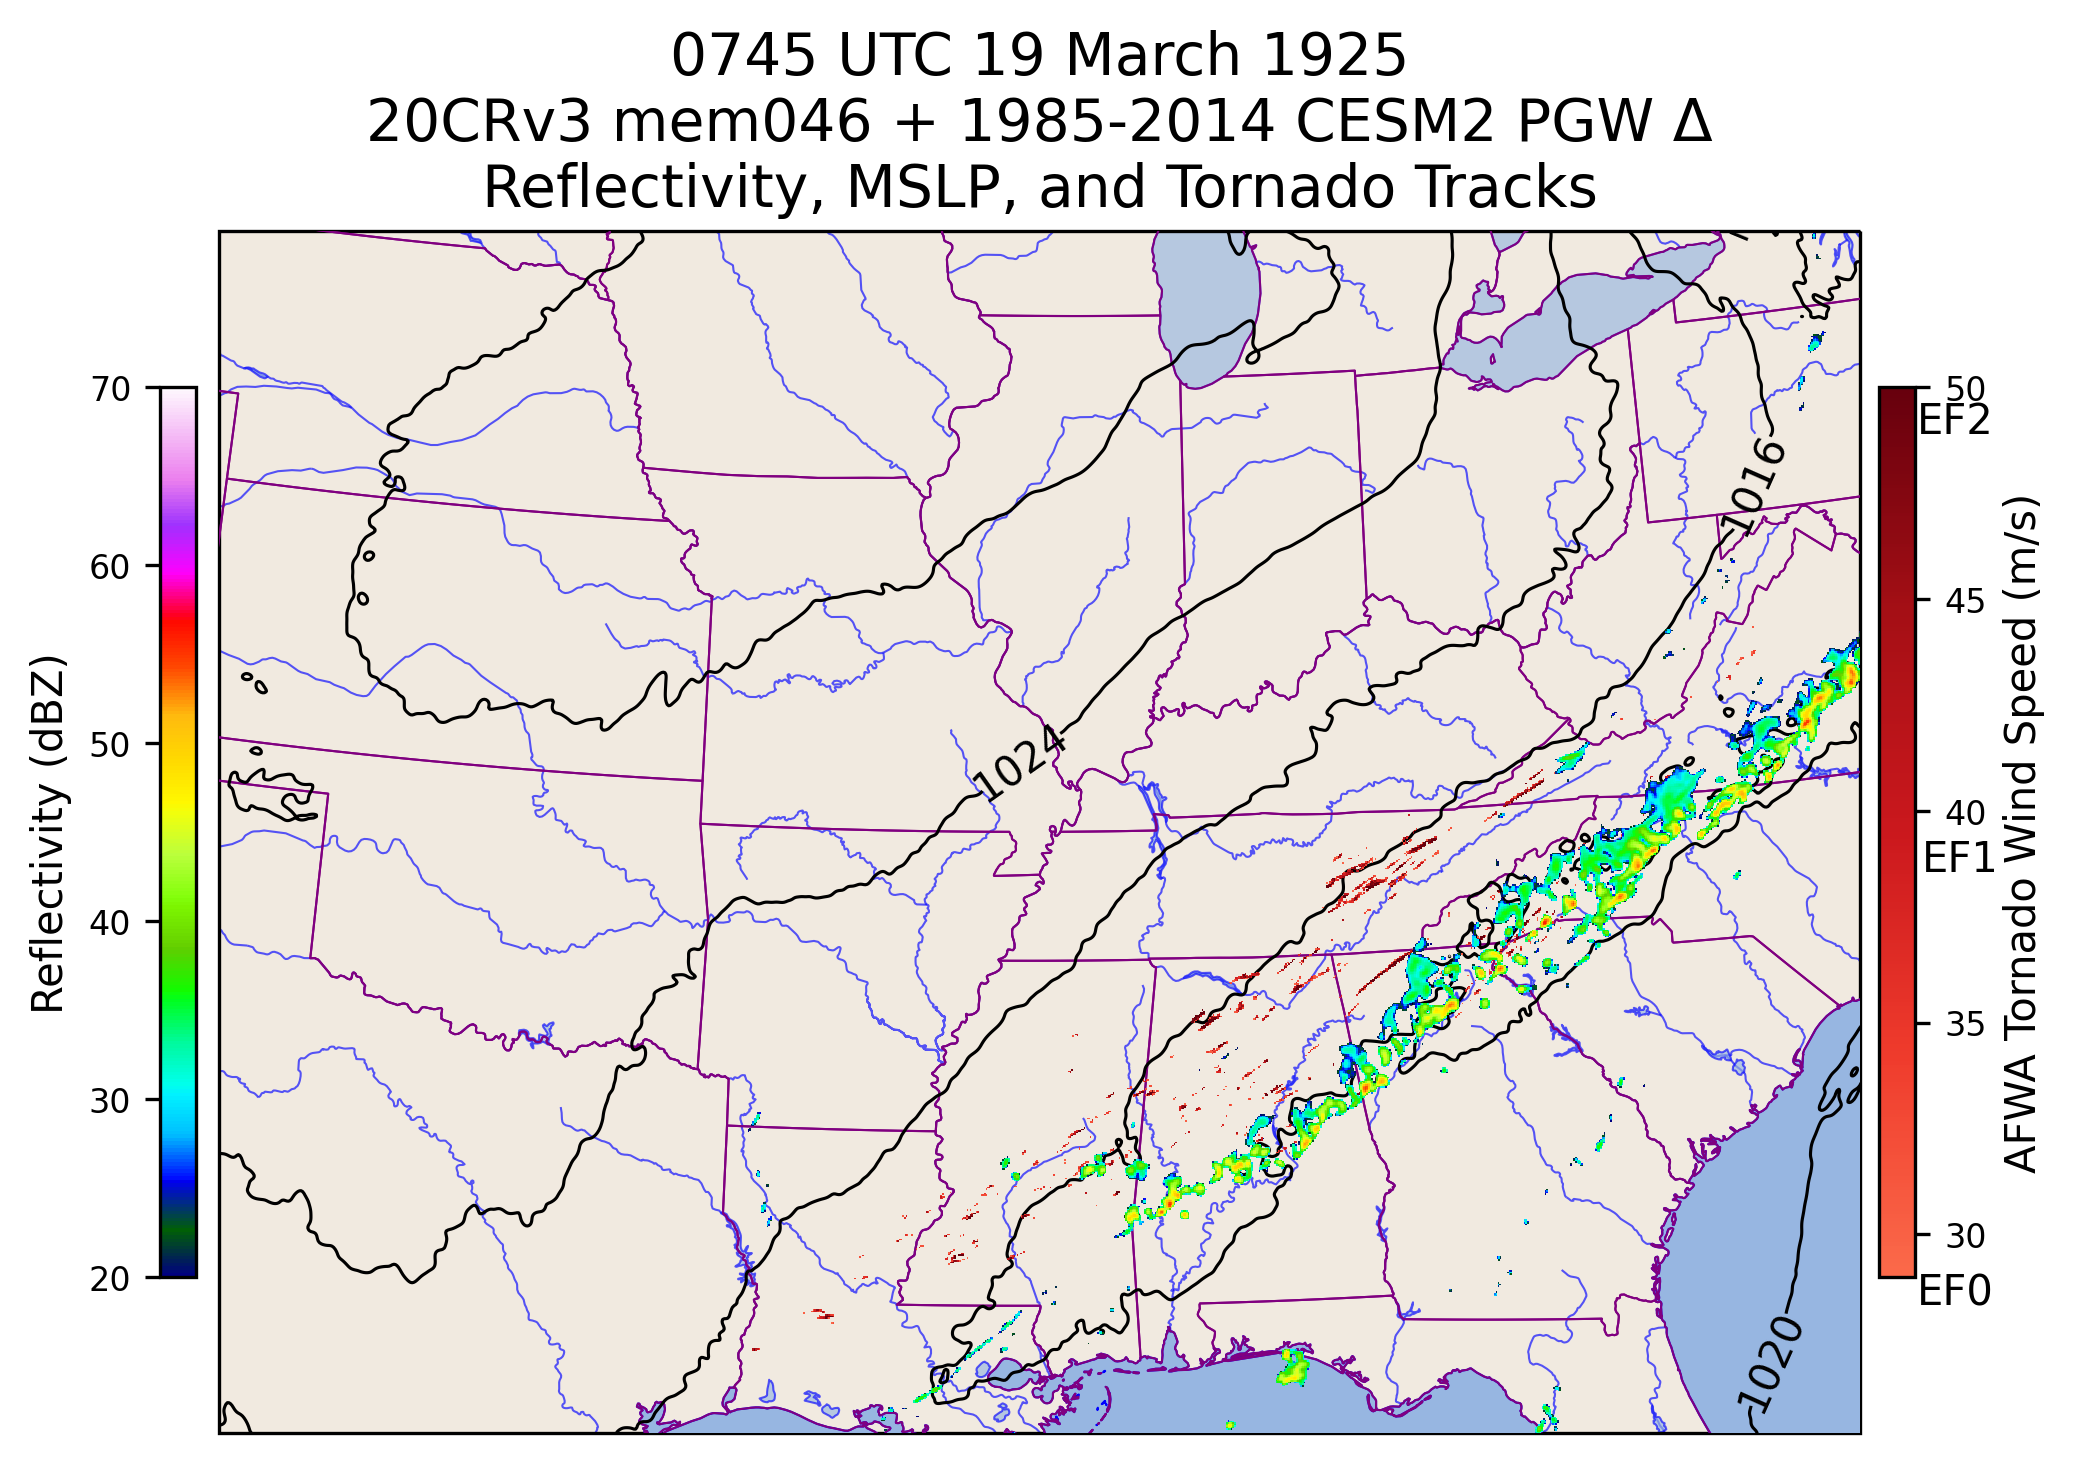 0745 UTC 19 March 1925
20CRv3 mem046 + 1985-2014 CESM2 PGW Δ
Reflectivity, MSLP, and Tornado Tracks
70
60
50
40
30
20
Reflectivity (dBZ)
1016
1024
1020
50
EF2
45
40
EF1
35
30
EF0
AFWA Tornado Wind Speed (m/s)